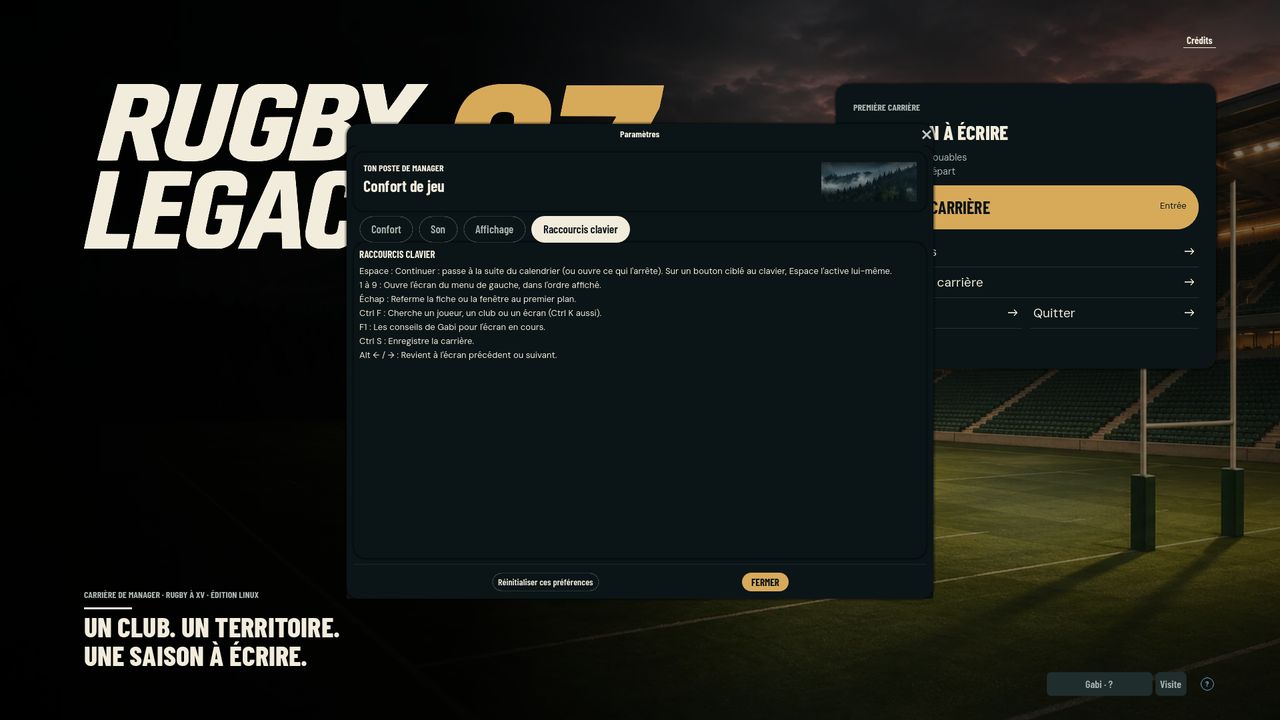 Crédits
RUGBY
LEGAC
PREMIÈRE CARRIÈRE
N À ÉCRIRE
ouables
épart
CARRIÈRE
Entrée
s
carrière
Quitter
Paramètres
TON POSTE DE MANAGER
Confort de jeu
Confort
Son
Affichage
Raccourcis clavier
RACCOURCIS CLAVIER
Espace : Continuer : passe à la suite du calendrier (ou ouvre ce qui l'arrête). Sur un bouton ciblé au clavier, Espace l'active lui-même.
1 à 9 : Ouvre l'écran du menu de gauche, dans l'ordre affiché.
Échap : Referme la fiche ou la fenêtre au premier plan.
Ctrl F : Cherche un joueur, un club ou un écran (Ctrl K aussi).
F1 : Les conseils de Gabi pour l'écran en cours.
Ctrl S : Enregistre la carrière.
Alt ← / → : Revient à l'écran précédent ou suivant.
Réinitialiser ces préférences
FERMER
CARRIÈRE DE MANAGER · RUGBY À XV · ÉDITION LINUX
UN CLUB. UN TERRITOIRE.
UNE SAISON À ÉCRIRE.
Gabi · ?
Visite
?